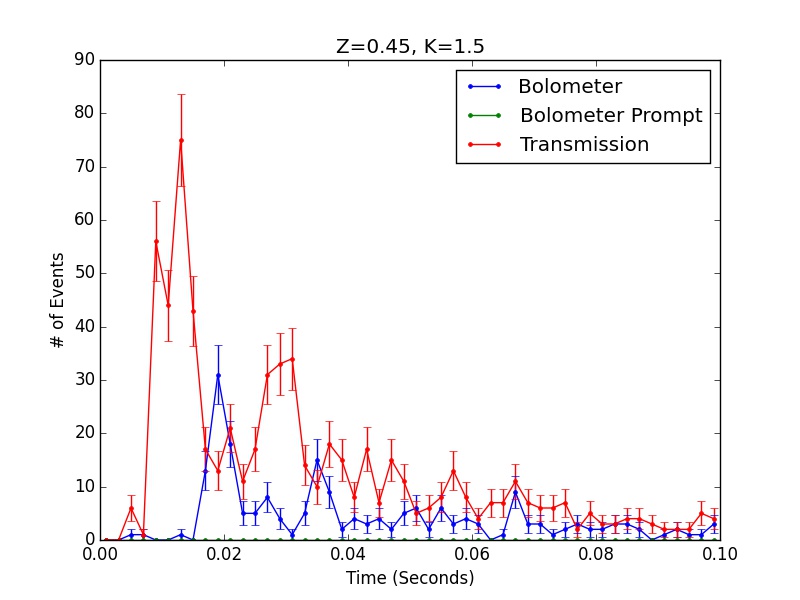 Z=0.45, K=1.5
Bolometer
Bolometer Prompt
Transmission
90
80
70
60
50
40
30
20
10
0
# of Events
0.00 0.02 0.04 0.06 0.08 0.10
Time (Seconds)